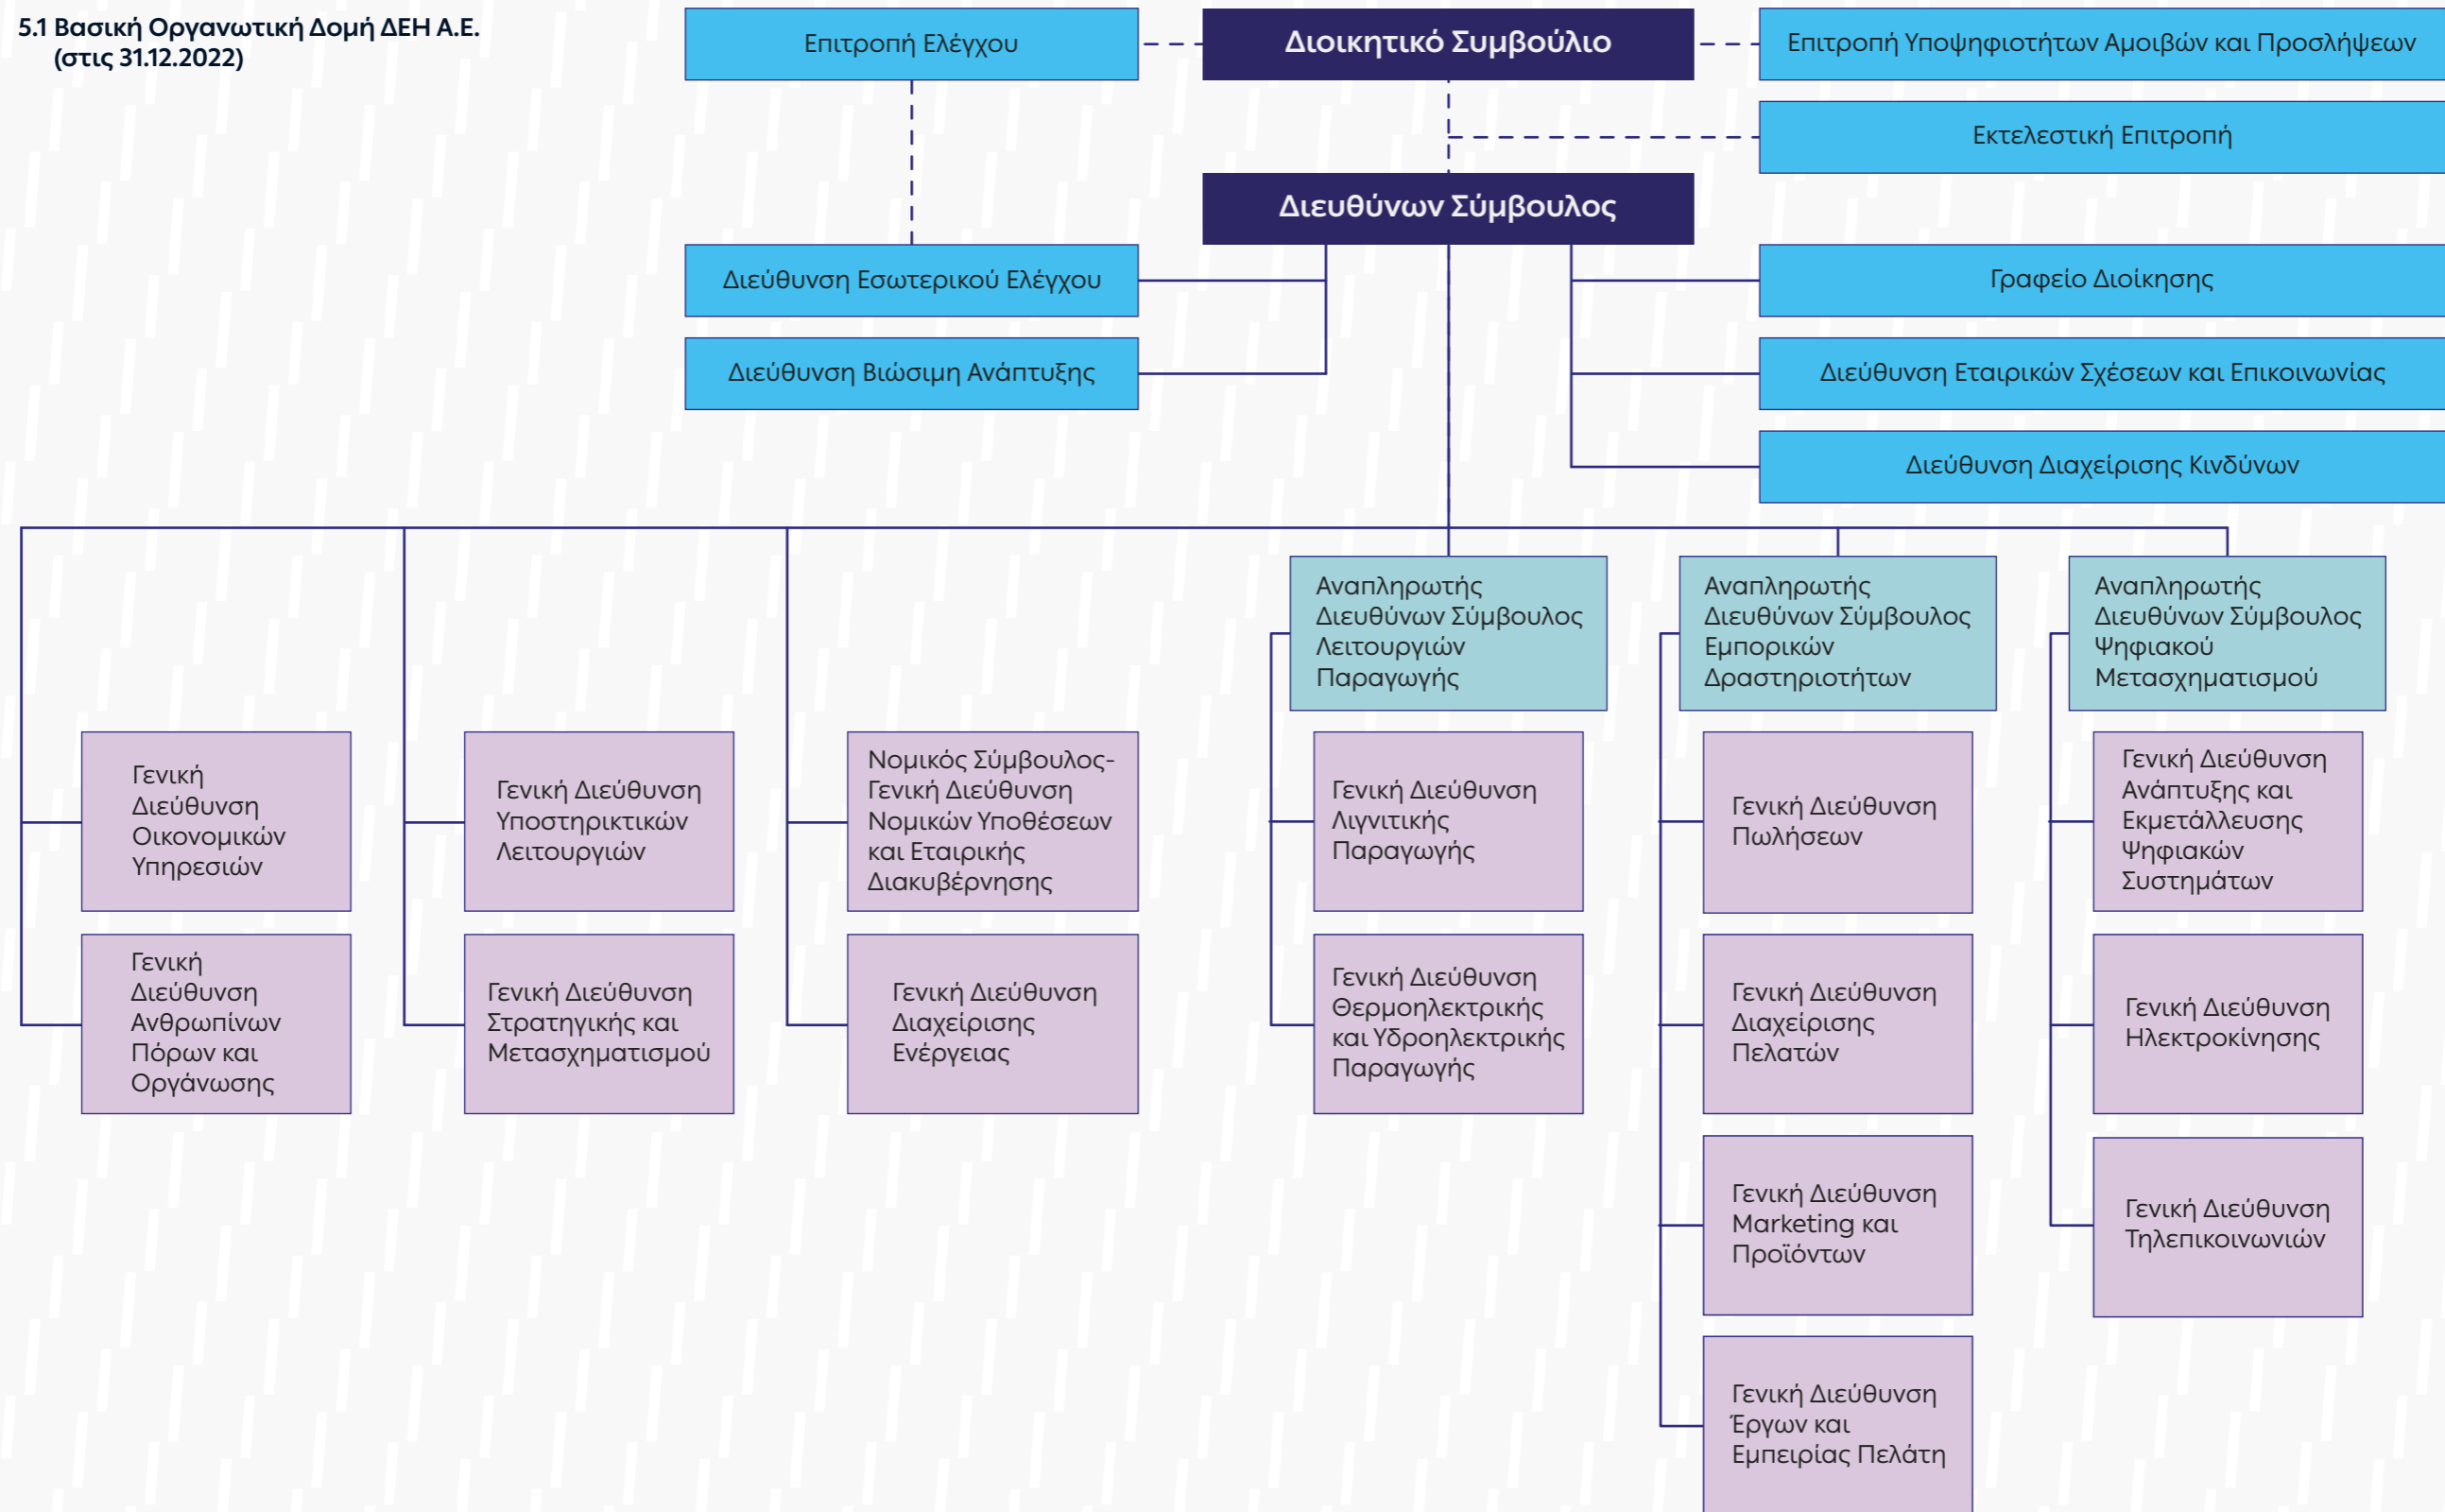 5.1 Βασική Οργανωτική Δομή ΔΕΗ Α.Ε.
(στις 31.12.2022)
Επιτροπή Ελέγχου
Διοικητικό Συμβούλιο
Επιτροπή Υποψηφιοτήτων Αμοιβών και Προσλήψεων
Εκτελεστική Επιτροπή
Διευθύνων Σύμβουλος
Διεύθυνση Εσωτερικού Ελέγχου
Γραφείο Διοίκησης
Διεύθυνση Βιώσιμη Ανάπτυξης
Διεύθυνση Εταιρικών Σχέσεων και Επικοινωνίας
Διεύθυνση Διαχείρισης Κινδύνων
Αναπληρωτής
Διευθύνων Σύμβουλος
Λειτουργιών
Παραγωγής
Αναπληρωτής
Διευθύνων Σύμβουλος
Εμπορικών
Δραστηριοτήτων
Αναπληρωτής
Διευθύνων Σύμβουλος
Ψηφιακού
Μετασχηματισμού
Γενική
Διεύθυνση
Οικονομικών
Υπηρεσιών
Γενική Διεύθυνση
Υποστηρικτικών
Λειτουργιών
Νομικός Σύμβουλος-
Γενική Διεύθυνση
Νομικών Υποθέσεων
και Εταιρικής
Διακυβέρνησης
Γενική Διεύθυνση
Λιγνιτικής
Παραγωγής
Γενική Διεύθυνση
Πωλήσεων
Γενική Διεύθυνση
Ανάπτυξης και
Εκμετάλλευσης
Ψηφιακών
Συστημάτων
Γενική
Διεύθυνση
Ανθρωπίνων
Πόρων και
Οργάνωσης
Γενική Διεύθυνση
Στρατηγικής και
Μετασχηματισμού
Γενική Διεύθυνση
Διαχείρισης
Ενέργειας
Γενική Διεύθυνση
Θερμοηλεκτρικής
και Υδροηλεκτρικής
Παραγωγής
Γενική Διεύθυνση
Διαχείρισης
Πελατών
Γενική Διεύθυνση
Ηλεκτροκίνησης
Γενική Διεύθυνση
Marketing και
Προϊόντων
Γενική Διεύθυνση
Τηλεπικοινωνιών
Γενική Διεύθυνση
Έργων και
Εμπειρίας Πελάτη